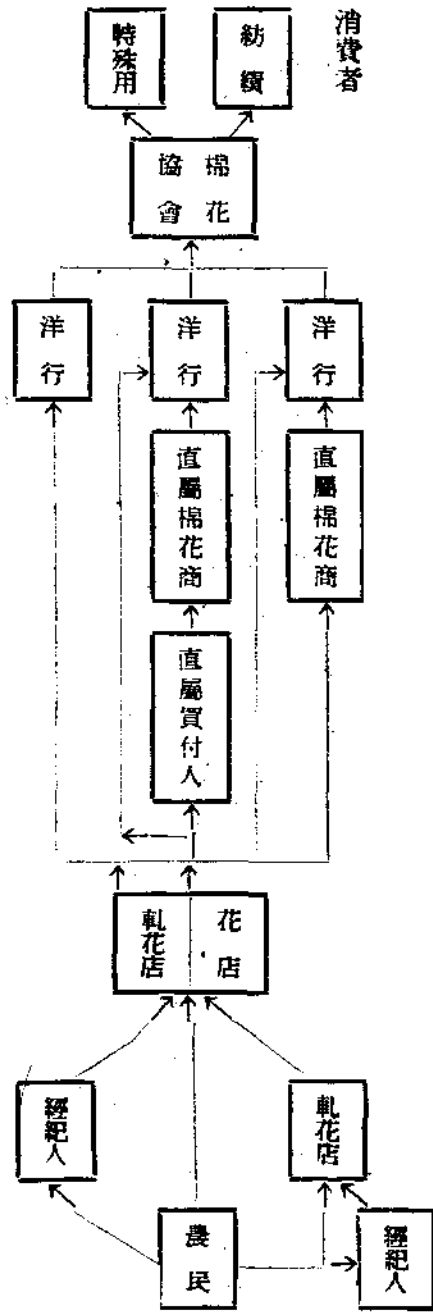 消費者
紡績
特殊用
棉花
協會
洋行
洋行
洋行
直屬棉花商
直屬棉花商
直屬買付人
花店
軋花店
軋花店
經紀人
經紀人
農民